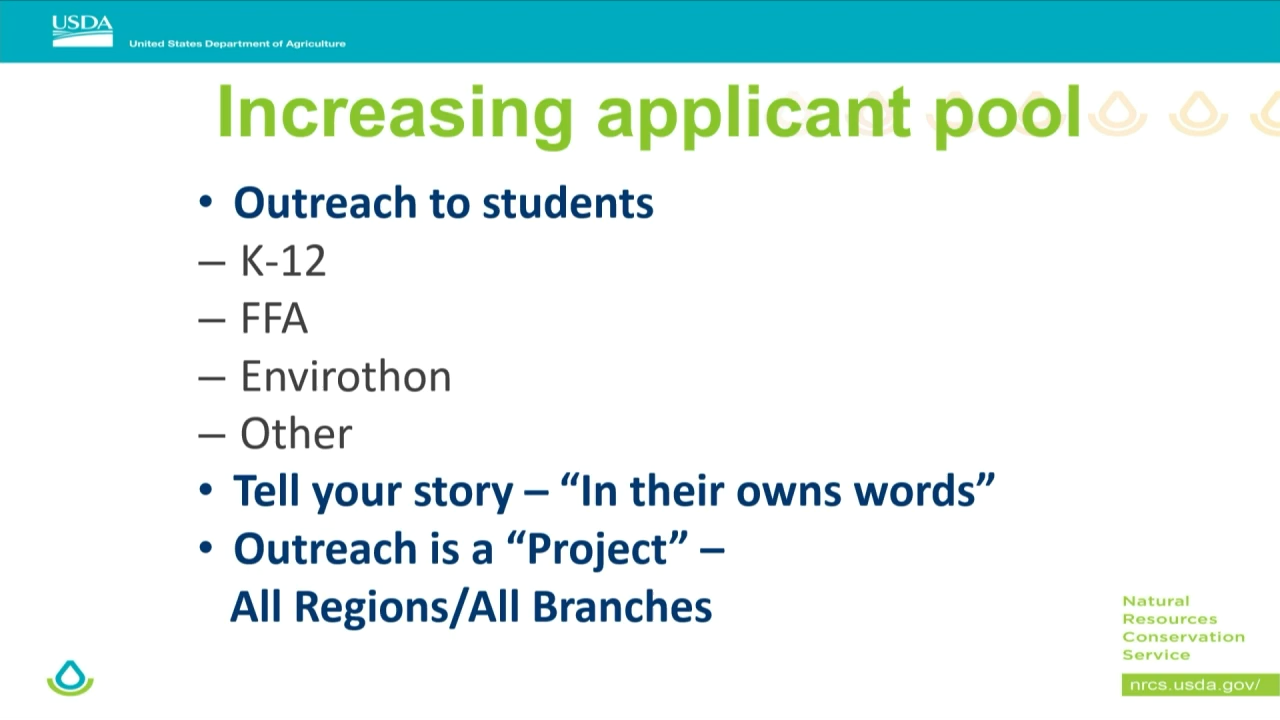 USDA
United States Department of Agriculture
Increasing applicant pool
• Outreach to students
– K-12
– FFA
– Envirothon
– Other
• Tell your story – “In their owns words”
• Outreach is a “Project” –
All Regions/All Branches
Natural
Resources
Conservation
Service
nrcs.usda.gov/